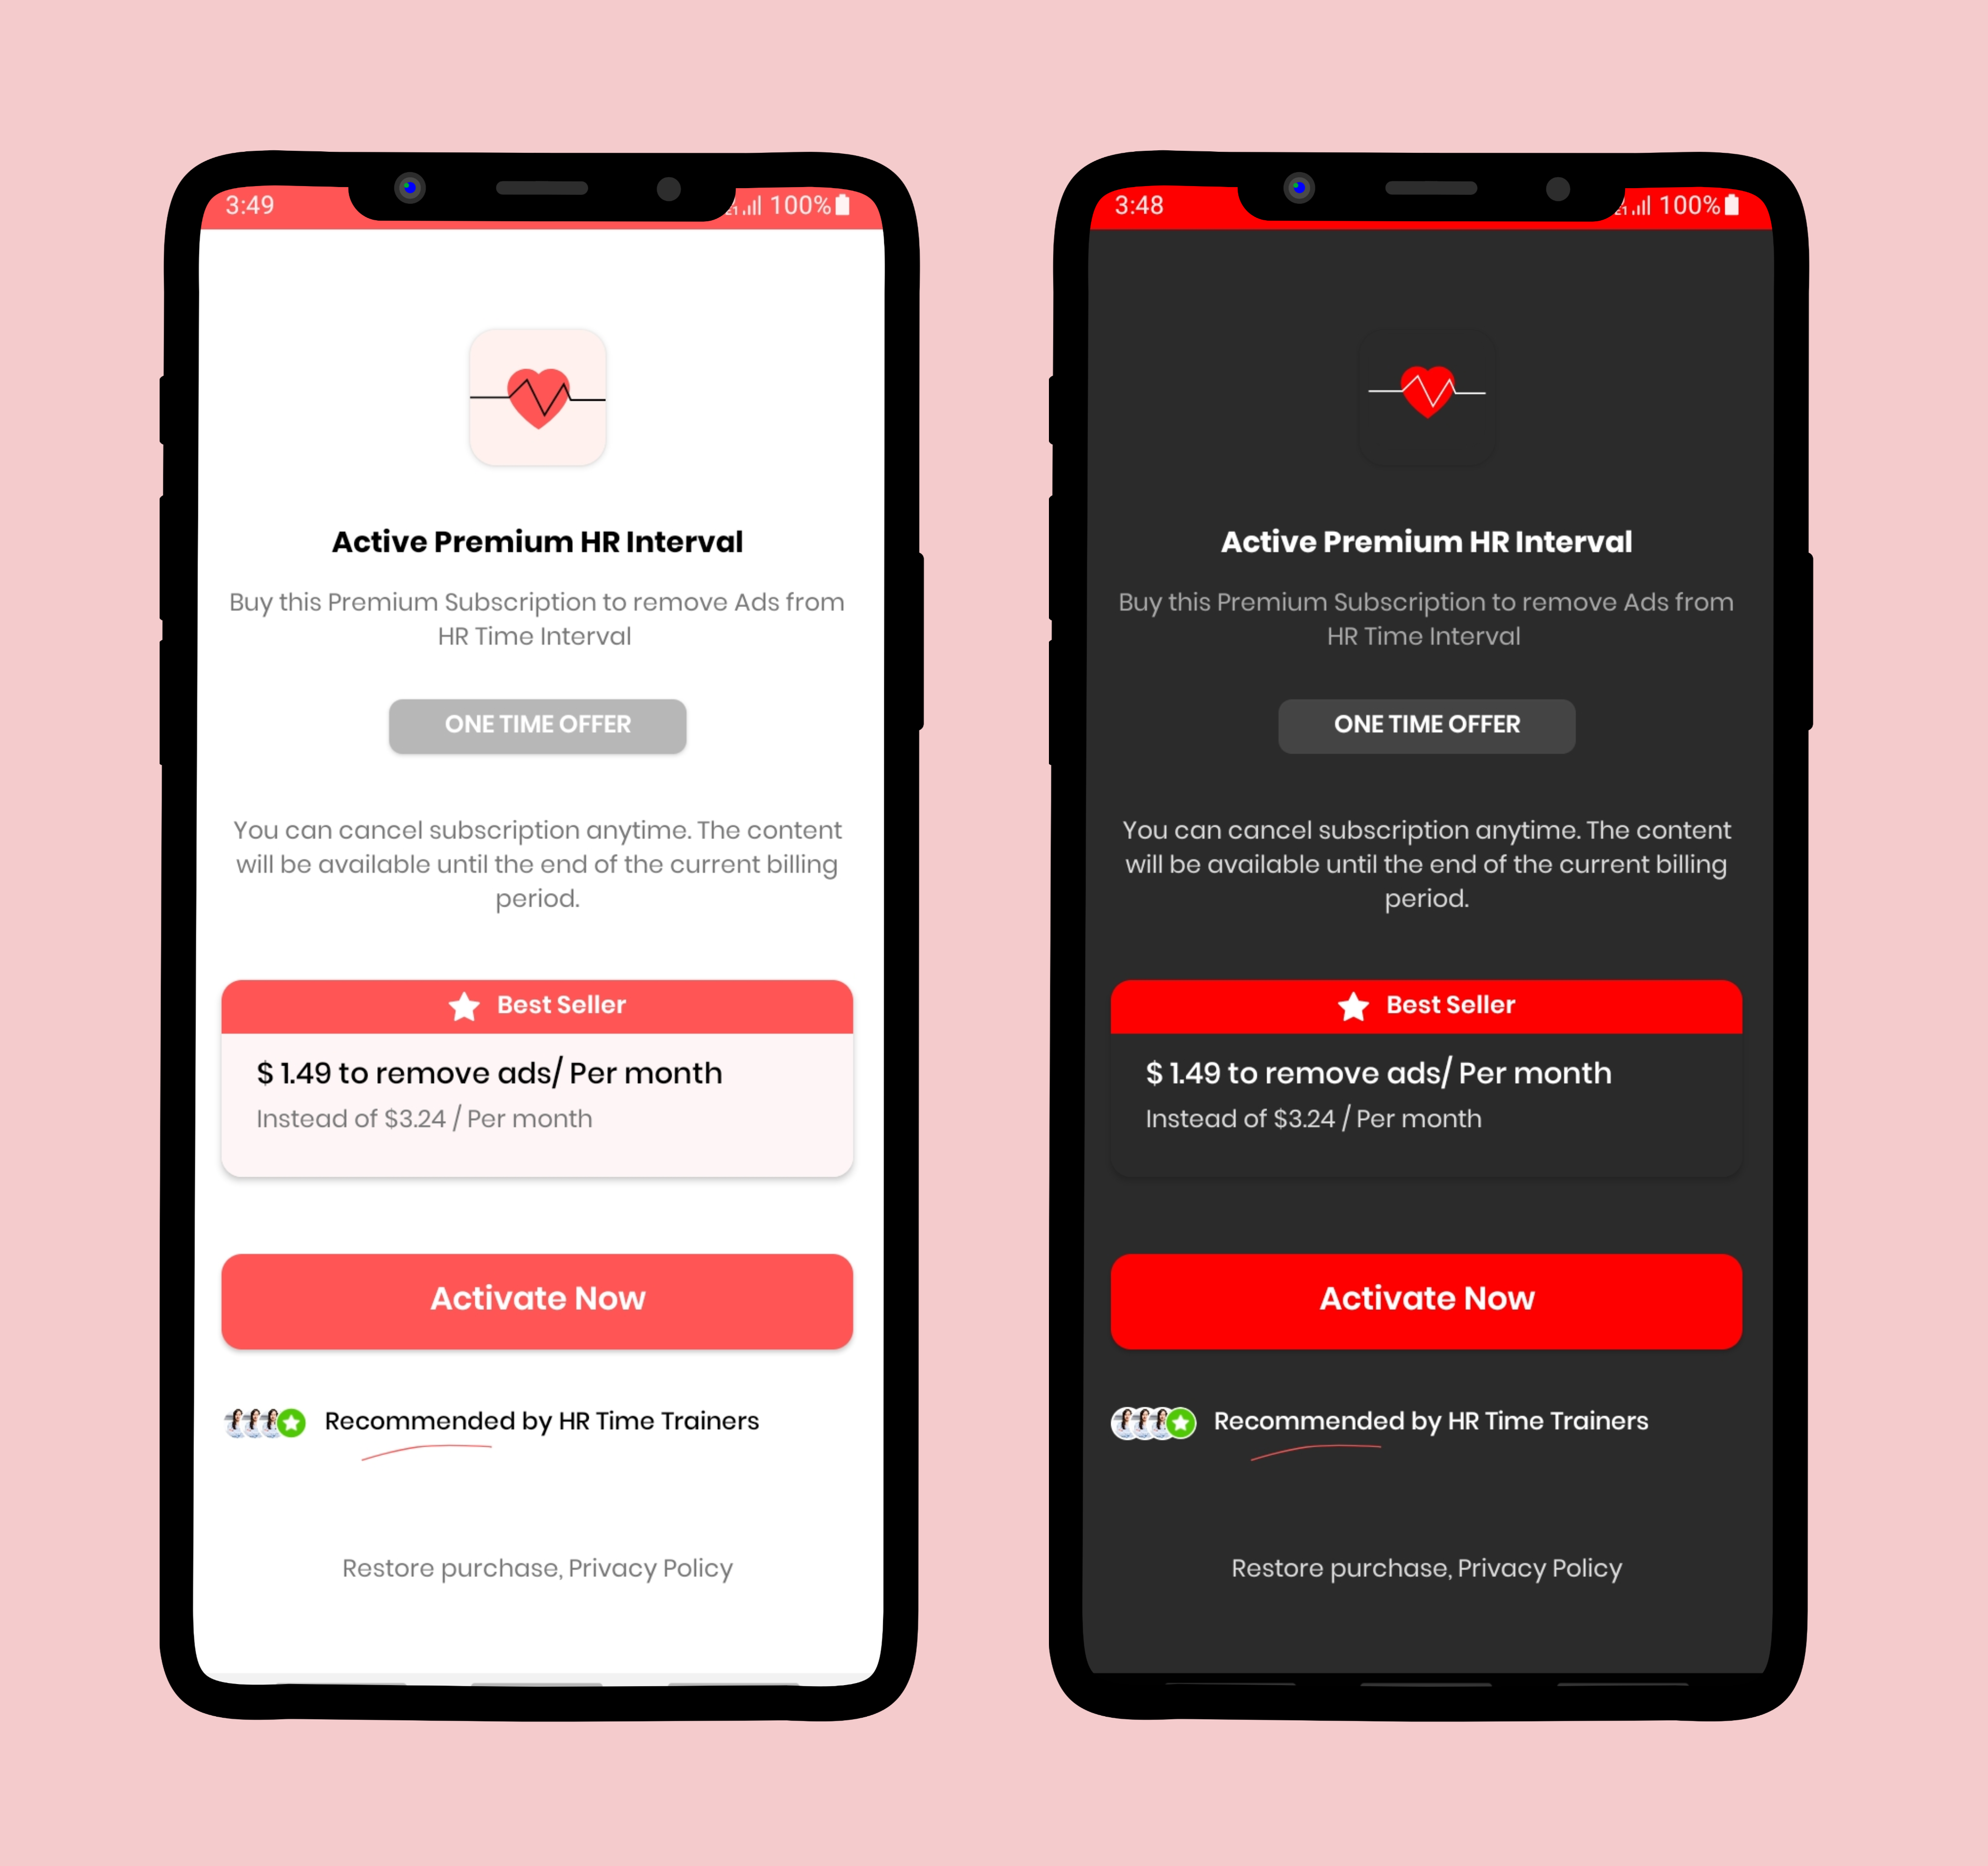 3:49
100%
Active Premium HR Interval
Buy this Premium Subscription to remove Ads from
HR Time Interval
ONE TIME OFFER
You can cancel subscription anytime. The content
will be available until the end of the current billing
period.
Best Seller
$ 1.49 to remove ads/ Per month
Instead of $3.24 / Per month
Activate Now
Recommended by HR Time Trainers
Restore purchase, Privacy Policy
3:48
100%
Active Premium HR Interval
Buy this Premium Subscription to remove Ads from
HR Time Interval
ONE TIME OFFER
You can cancel subscription anytime. The content
will be available until the end of the current billing
period.
Best Seller
$ 1.49 to remove ads/ Per month
Instead of $3.24 / Per month
Activate Now
Recommended by HR Time Trainers
Restore purchase, Privacy Policy